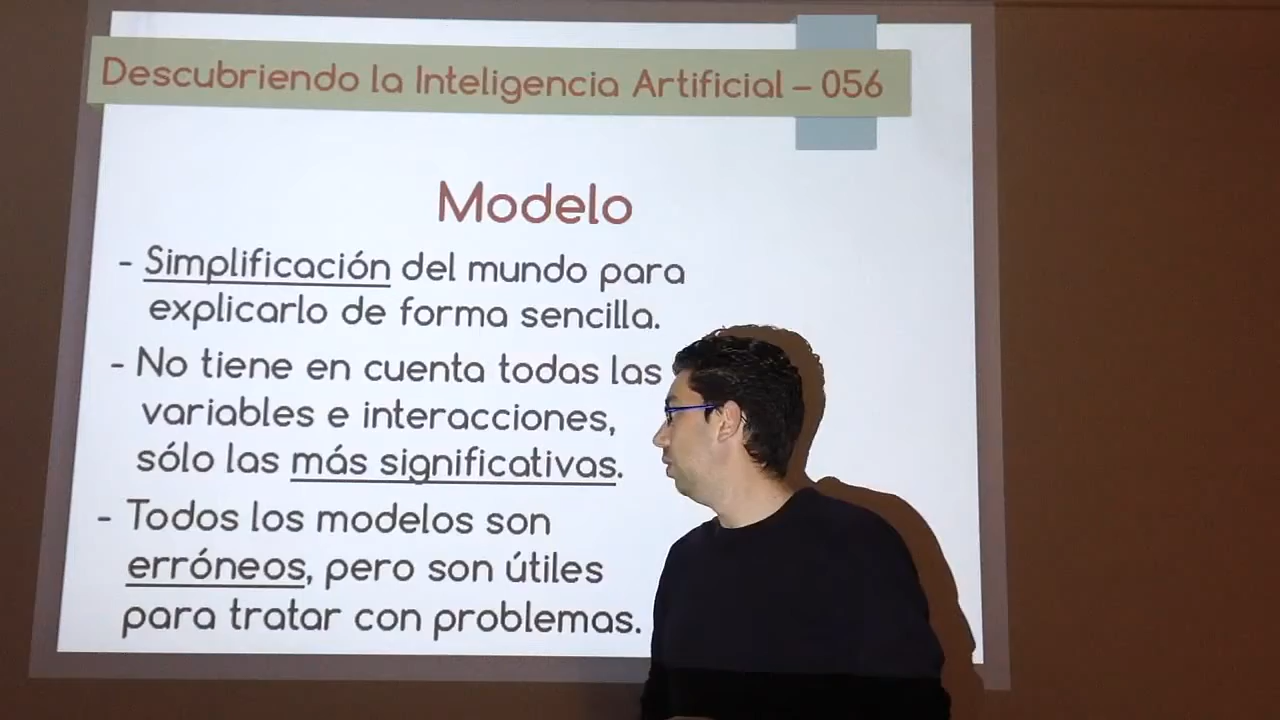 Descubriendo la Inteligencia Artificial – 056
Modelo
- Simplificación del mundo para
explicarlo de forma sencilla.
- No tiene en cuenta todas las
variables e interacciones,
sólo las más significativas.
- Todos los modelos son
erróneos, pero son útiles
para tratar con problemas.